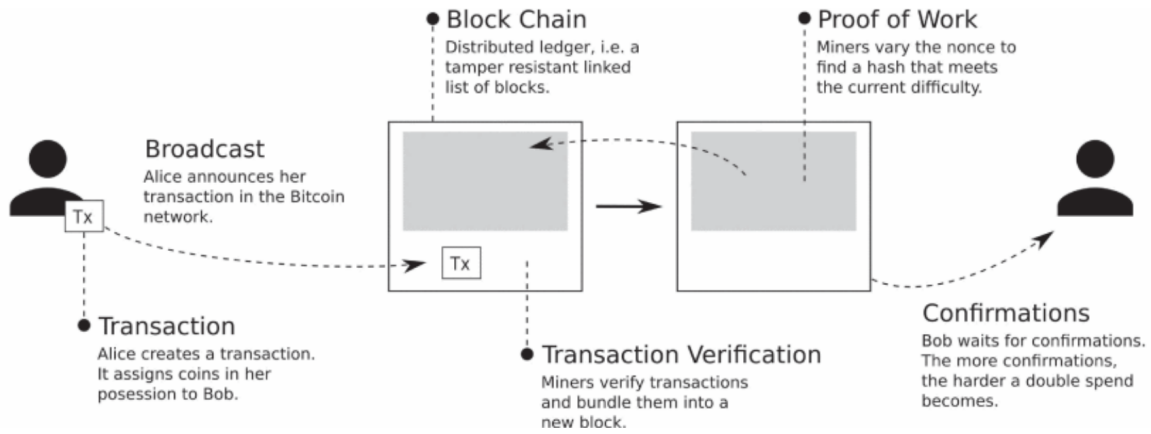 Block Chain
Distributed ledger, i.e. a
tamper resistant linked
list of blocks.
Proof of Work
Miners vary the nonce to
find a hash that meets
the current difficulty.
Broadcast
Alice announces her
transaction in the Bitcoin
network.
Tx
Tx
Transaction
Alice creates a transaction.
It assigns coins in her
posession to Bob.
Transaction Verification
Miners verify transactions
and bundle them into a
new block.
Confirmations
Bob waits for confirmations.
The more confirmations,
the harder a double spend
becomes.